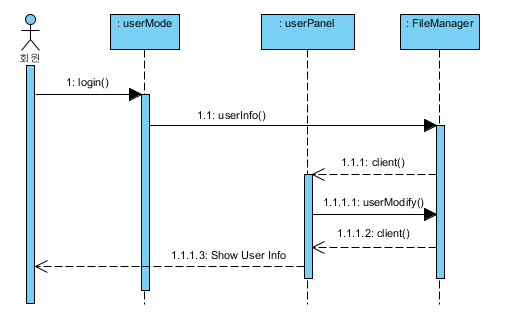 : userMode
: userPanel
: FileManager
회원
1: login()
1.1: userInfo()
1.1.1: client()
1.1.1.1: userModify()
1.1.1.2: client()
1.1.1.3: Show User Info